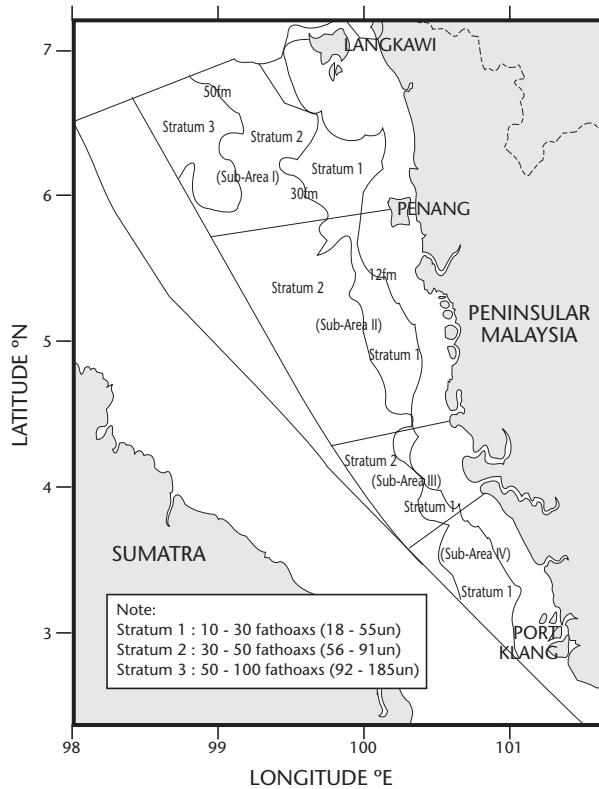 7
LANGKAWI
50fm
Stratum 3
Stratum 2
Stratum 1
(Sub-Area I)
30fm
6
PENANG
12fm
Stratum 2
PENINSULAR
MALAYSIA
(Sub-Area II)
Stratum 1
5
LATITUDE ºN
Stratum 2
(Sub-Area III)
4
Stratum 1
(Sub-Area IV)
SUMATRA
Stratum 1
Note:
Stratum 1 : 10 - 30 fathoaxs (18 - 55un)
Stratum 2 : 30 - 50 fathoaxs (56 - 91un)
Stratum 3 : 50 - 100 fathoaxs (92 - 185un)
3
PORT
KLANG
98 99 100 101
LONGITUDE ºE